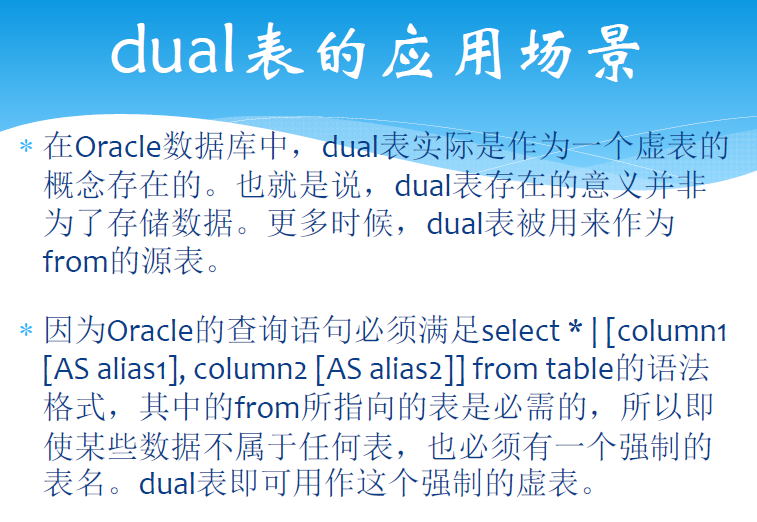 dual表的应用场景
* 在Oracle数据库中，dual表实际是作为一个虚表的
概念存在的。也就是说，dual表存在的意义并非
为了存储数据。更多时候，dual表被用来作为
from的源表。
* 因为Oracle的查询语句必须满足select * | [column1
[AS alias1], column2 [AS alias2]] from table的语法
格式，其中的from所指向的表是必需的，所以即
使某些数据不属于任何表，也必须有一个强制的
表名。dual表即可用作这个强制的虚表。